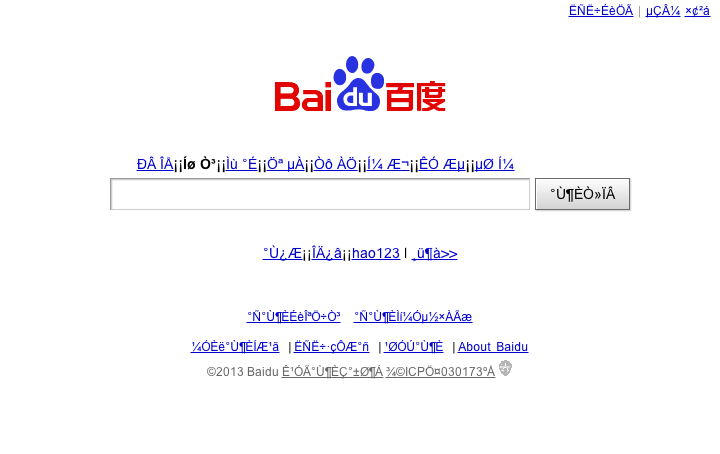 ËÑË÷ÉèÖÃ | µÇÂ¼ ×¢²á
Bai du 百度
ÐÂ ÎÅ¡¡Íø Ò³¡¡Ìù °É¡¡Öª µÀ¡¡Òô ÀÖ¡¡Í¼ Æ¬¡¡ÊÓ Æµ¡¡µØ Í¼
°Ù¶ÈÒ»ÏÂ
°Ù¿Æ¡¡ÎÄ¿â¡¡hao123 | ¸ü¶à>>
°Ñ°Ù¶ÈÉèÎªÖ÷Ò³ °Ñ°Ù¶ÈÌí¼Óµ½×ÀÃæ
¼ÓÈë°Ù¶ÈÍÆ¹ã | ËÑË÷·çÔÆ°ñ | ¹ØÓÚ°Ù¶È | About Baidu
©2013 Baidu Ê¹ÓÃ°Ù¶ÈÇ°±Ø¶Á ¾©ICPÖ¤030173ºÅ